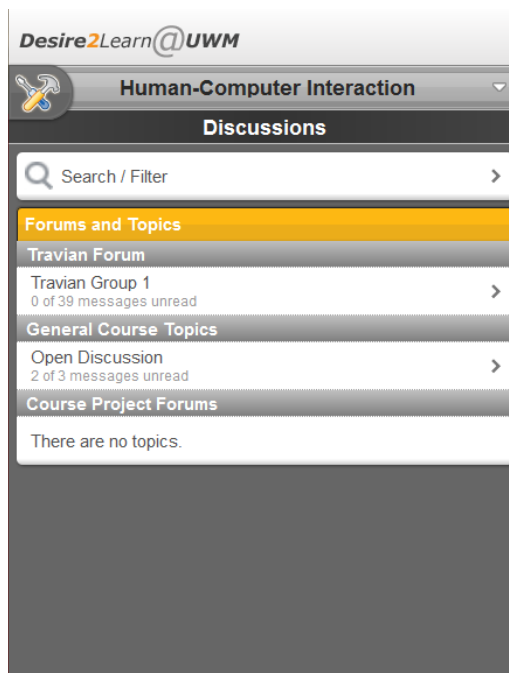 Desire2Learn@UWM
Human-Computer Interaction
Discussions
Search / Filter
Forums and Topics
Travian Forum
Travian Group 1
0 of 39 messages unread
General Course Topics
Open Discussion
2 of 3 messages unread
Course Project Forums
There are no topics.